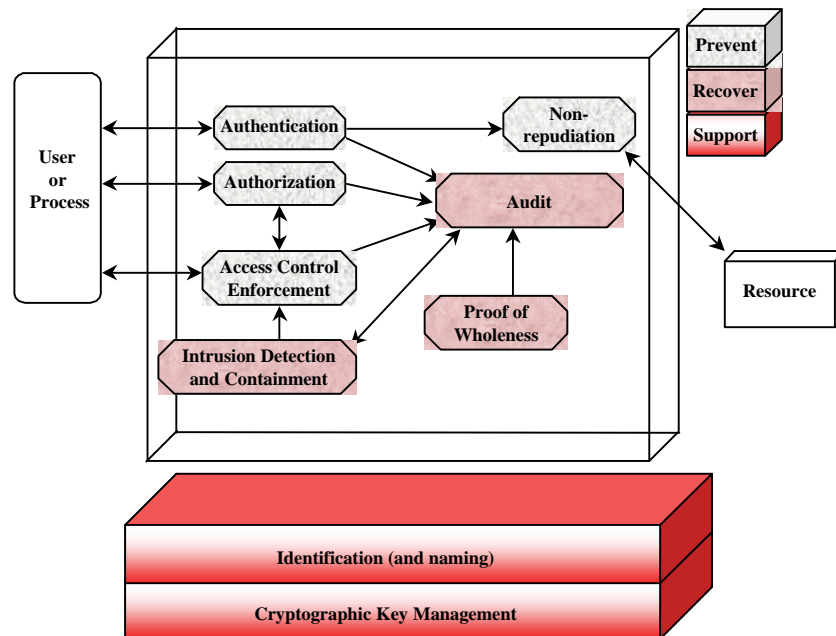 Prevent
Recover
Support
User
or
Process
Authentication
Non-
repudiation
Authorization
Audit
Access Control
Enforcement
Resource
Proof of
Wholeness
Intrusion Detection
and Containment
Identification (and naming)
Cryptographic Key Management